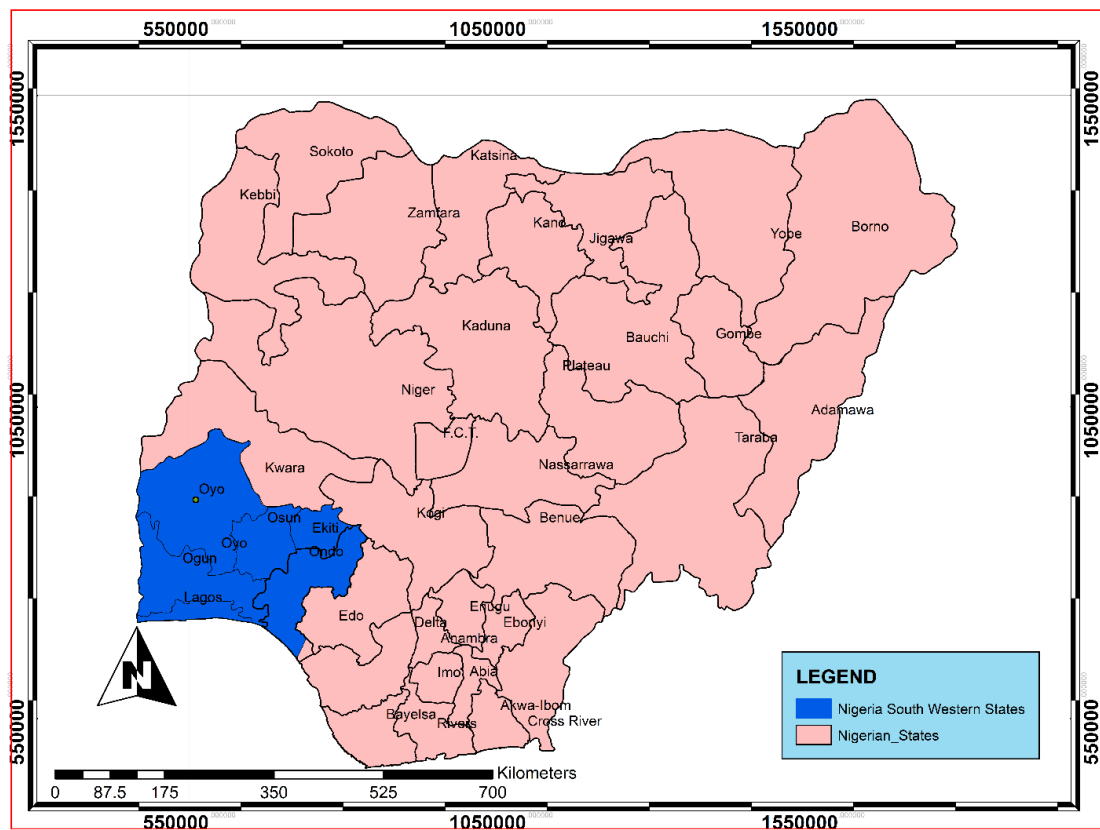 550000 1050000 1550000
1550000 1550000
Sokoto
Katsina
Kebbi
Zamfara
Kano
Jigawa
Yobe
Borno
Kaduna
Bauchi
Gombe
Plateau
Niger
1050000 1050000
Adamawa
F.C.T.
Taraba
Kwara
Nassarrawa
Oyo
Kogi
Benue
Osun
Ekiti
Oyo
Ondo
Ogun
Lagos
Edo
Enugu
Delta
Ebonyi
Anambra
N
Imo
Abia
LEGEND
Nigeria South Western States
Nigerian_States
Akwa-Ibom
Bayelsa
Rivers
Cross River
550000 550000
Kilometers
0 87.5 175 350 525 700
550000 1050000 1550000